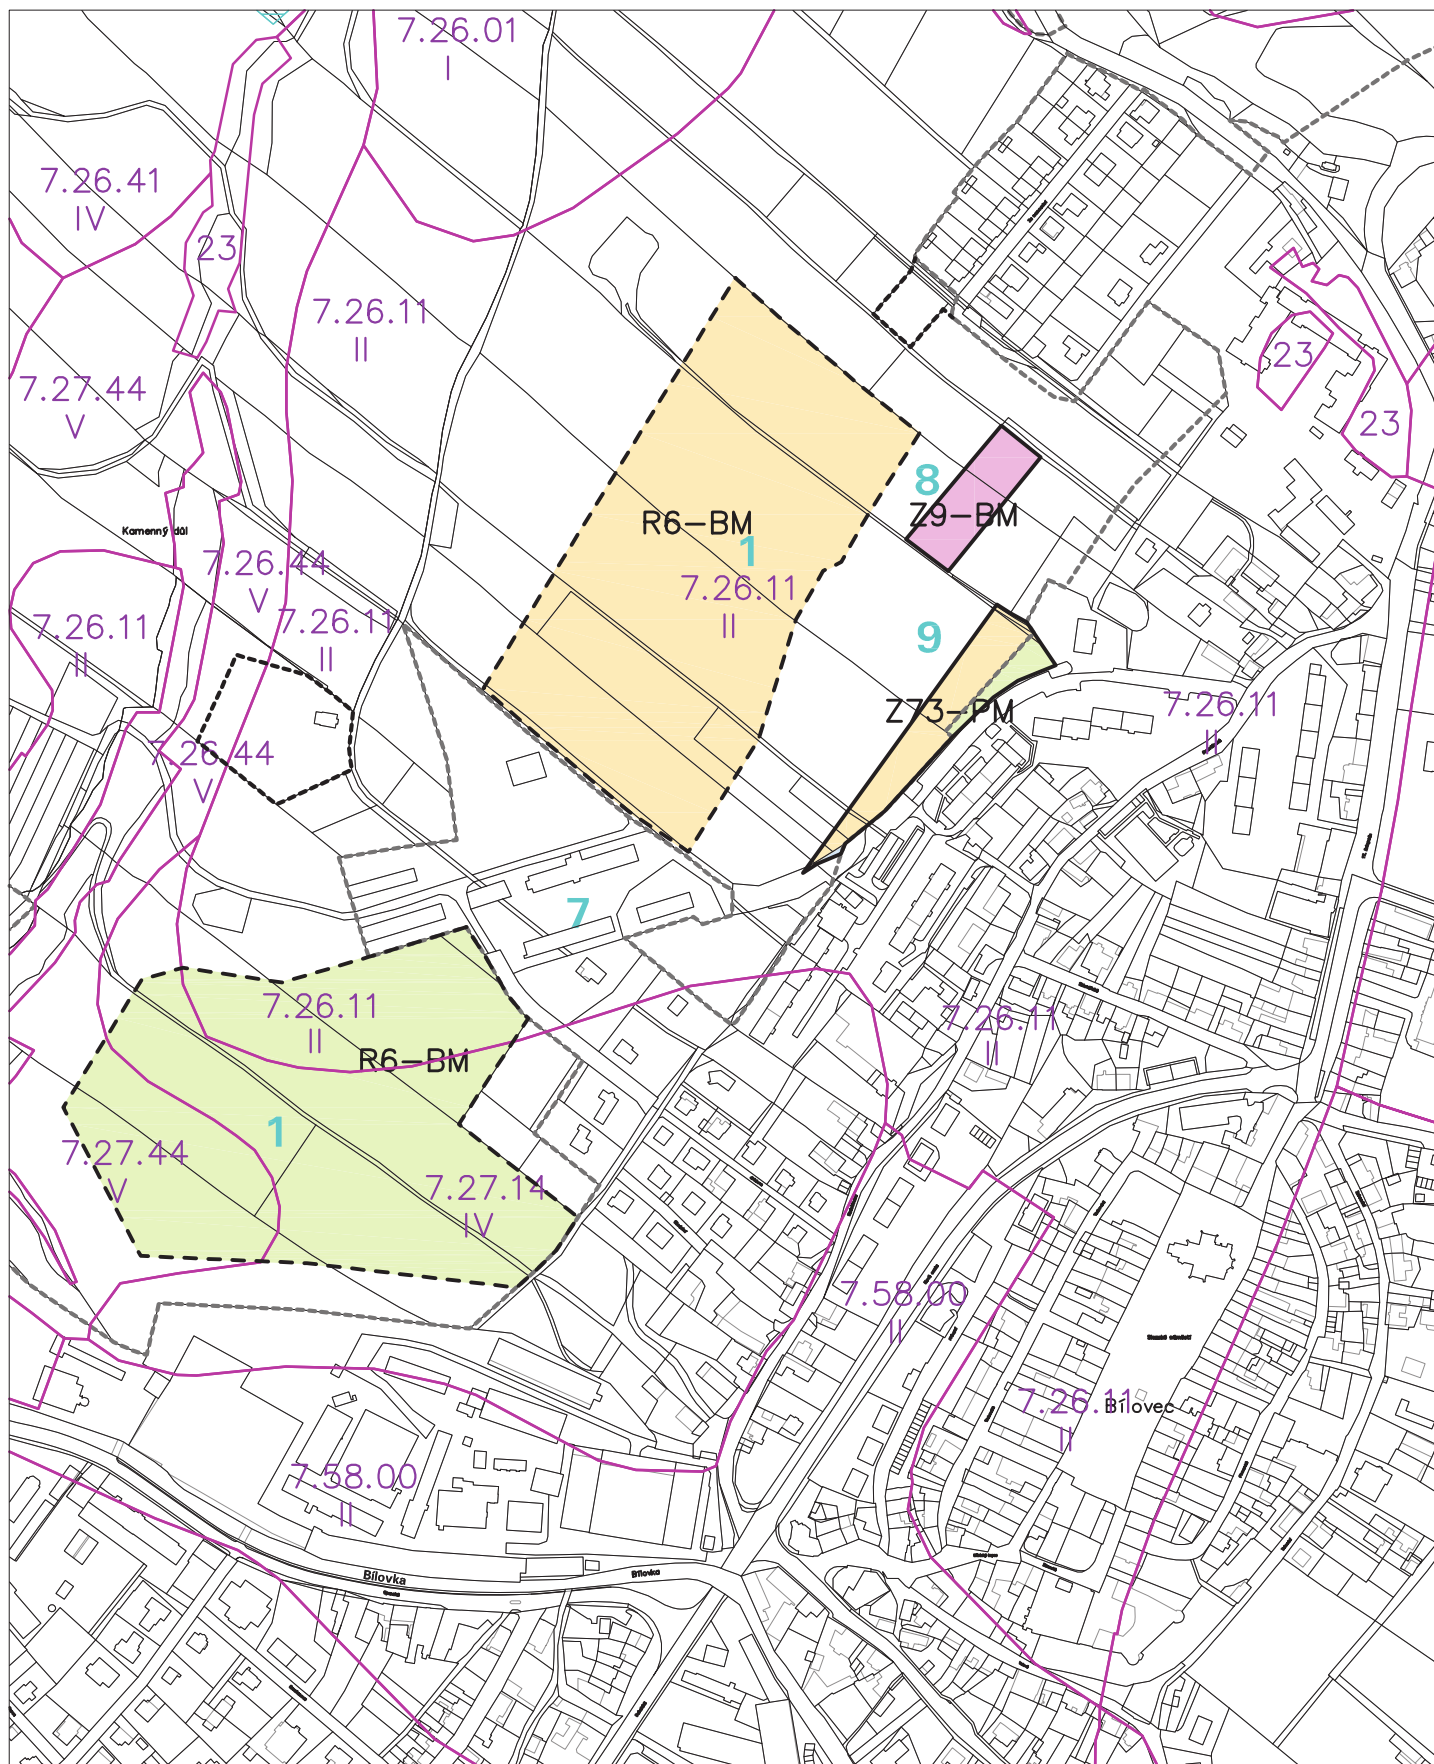 7.26.01
I
7.26.41
IV
23
7.26.11
II
23
7.27.44
V
23
8
Z9-BM
R6-BM
1
Kamenný důl
7.26.44
V
7.26.11
II
7.26.11
II
7.26.11
II
9
Z73-PM
7.26.11
II
7.26.44
V
7
7.26.11
II
7.26.11
II
R6-BM
1
7.27.44
V
7.27.14
IV
7.58.00
II
Slezské náměstí
7.26.11
II
Bílovec
7.58.00
II
Bílovka
Bílovka